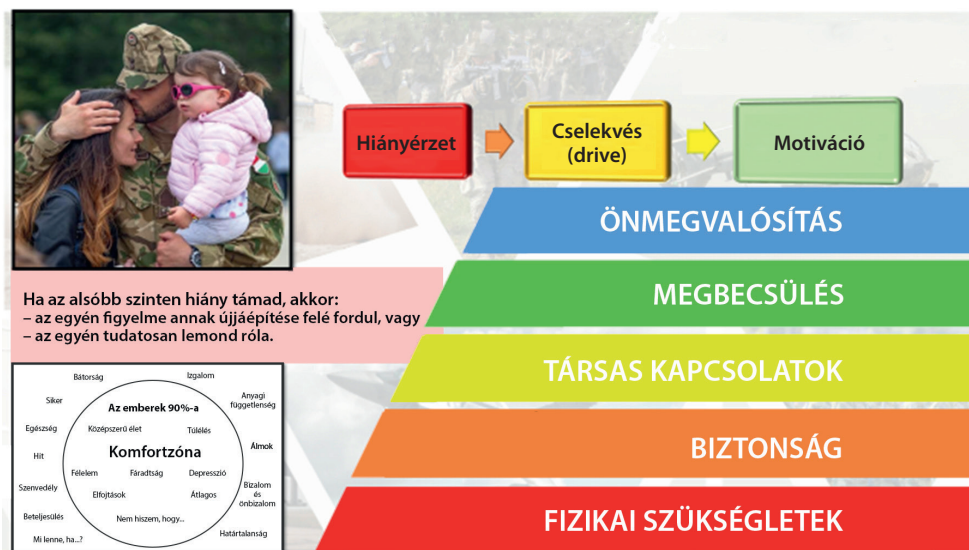 Hiányérzet
Cselekvés
(drive)
Motiváció
ÖNMEGVALÓSÍTÁS
MEGBECSÜLÉS
TÁRSAS KAPCSOLATOK
BIZTONSÁG
FIZIKAI SZÜKSÉGLETEK
Ha az alsóbb szinten hiány támad, akkor:
– az egyén figyelme annak újjáépítése felé fordul, vagy
– az egyén tudatosan lemond róla.
Bátorság
Izgalom
Siker
Az emberek 90%-a
Anyagi
függetlenség
Egészség
Középszerű élet
Túlélés
Hit
Komfortzóna
Álmok
Félelem
Fáradtság
Depresszió
Szenvedély
Elfojtások
Átlagos
Bizalom
és
önbizalom
Beteljesülés
Nem hiszem, hogy...
Mi lenne, ha...?
Határtalanság